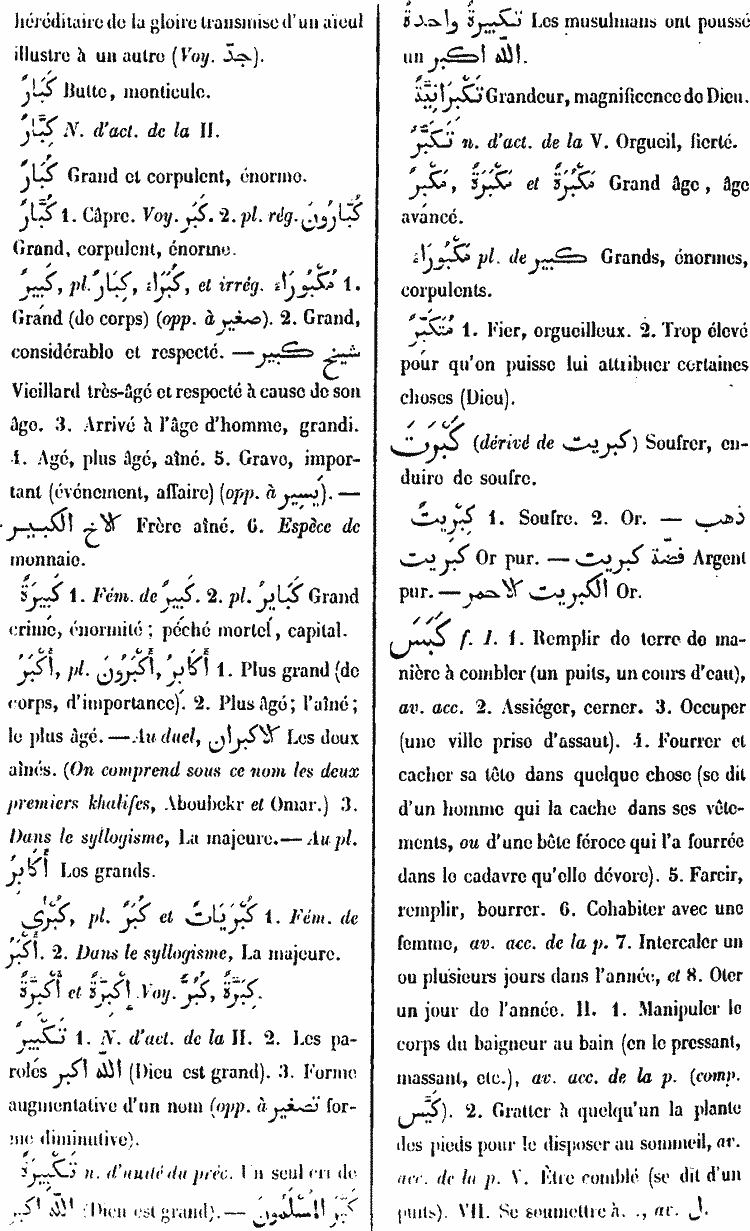 héréditaire de la gloire transmise d'un aïeul
illustre à un autre (Voy. جدّ).
كُبَارٌ Butte, monticule.
كِبَّارٌ N. d'act. de la II.
كُبَارٌ Grand et corpulent, énorme.
كُبَّارٌ 1. Câpre. Voy. كَبَر. 2. pl. rég. كُبَّارُونَ
Grand, corpulent, énorme.
كَبِيرٌ, pl. كِبَارٌ, كُبَرَاءُ, et irrég. مَكْبُورَاءُ 1.
Grand (de corps) (opp. à صغير). 2. Grand,
considérable et respecté. — شيخ كبير
Vieillard très-âgé et respecté à cause de son
âge. 3. Arrivé à l'âge d'homme, grandi.
4. Agé, plus âgé, aîné. 5. Grave, impor-
tant (événement, affaire) (opp. à يَسِير). —
الاخ الكبير Frère aîné. 6. Espèce de
monnaie.
كَبِيرَةٌ 1. Fém. de كَبِيرٌ. 2. pl. كَبَايِرُ Grand
crime, énormité ; péché mortel, capital.
أَكْبَرُ, pl. أَكْبَرُونَ, أَكَابِرُ 1. Plus grand (de
corps, d'importance). 2. Plus âgé ; l'aîné ;
le plus âgé. — Au duel, الاكبران Les deux
aînés. (On comprend sous ce nom les deux
premiers khalifes, Aboubekr et Omar.) 3.
Dans le syllogisme, La majeure. — Au pl.
أَكَابِرُ Les grands.
كُبْرَى, pl. كُبَرٌ et كُبْرَيَاتٌ 1. Fém. de
أَكْبَرُ. 2. Dans le syllogisme, La majeure.
أَكْبِرَّةٌ et إِكْبِرَّةٌ Voy. كُبُرٌّ, كِبَرَّةٌ.
تَكْبِيرٌ 1. N. d'act. de la II. 2. Les pa-
roles اللّه اكبر (Dieu est grand). 3. Forme
augmentative d'un nom (opp. à تصغير for-
me diminutive).
تَكْبِيرَةٌ n. d'unité du préc. Un seul cri de
اللّه اكبر (Dieu est grand). — كَبَّرَ المُسْلِمُونَ
تكبيرةً واحدةً Les musulmans ont poussé
un اللّه اكبر.
تَكْبَرَانِيَّةٌ Grandeur, magnificence de Dieu.
تَكَبُّرٌ n. d'act. de la V. Orgueil, fierté.
مَكْبِرٌ, مَكْبُرَةٌ et مَكْبَرَةٌ Grand âge, âge
avancé.
مَكْبُورَاءُ pl. de كبير Grands, énormes,
corpulents.
مُتَكَبِّرٌ 1. Fier, orgueilleux. 2. Trop élevé
pour qu'on puisse lui attribuer certaines
choses (Dieu).
كَبْرَتَ (dérivé de كبريت) Soufrer, en-
duire de soufre.
كِبْرِيتٌ 1. Soufre. 2. Or. — ذهب
كبريت Or pur. — فضّة كبريت Argent
pur. — الكبريت الاحمر Or.
كَبَسَ f. I. 1. Remplir de terre de ma-
nière à combler (un puits, un cours d'eau),
av. acc. 2. Assiéger, cerner. 3. Occuper
(une ville prise d'assaut). 4. Fourrer et
cacher sa tête dans quelque chose (se dit
d'un homme qui la cache dans ses vête-
ments, ou d'une bête féroce qui l'a fourrée
dans le cadavre qu'elle dévore). 5. Farcir,
remplir, bourrer. 6. Cohabiter avec une
femme, av. acc. de la p. 7. Intercaler un
ou plusieurs jours dans l'année, et 8. Oter
un jour de l'année. II. 1. Manipuler le
corps du baigneur au bain (en le pressant,
massant, etc.), av. acc. de la p. (comp.
كَيَّس). 2. Gratter à quelqu'un la plante
des pieds pour le disposer au sommeil, av.
acc. de la p. V. Être comblé (se dit d'un
puits). VII. Se soumettre à. ., av. ل.